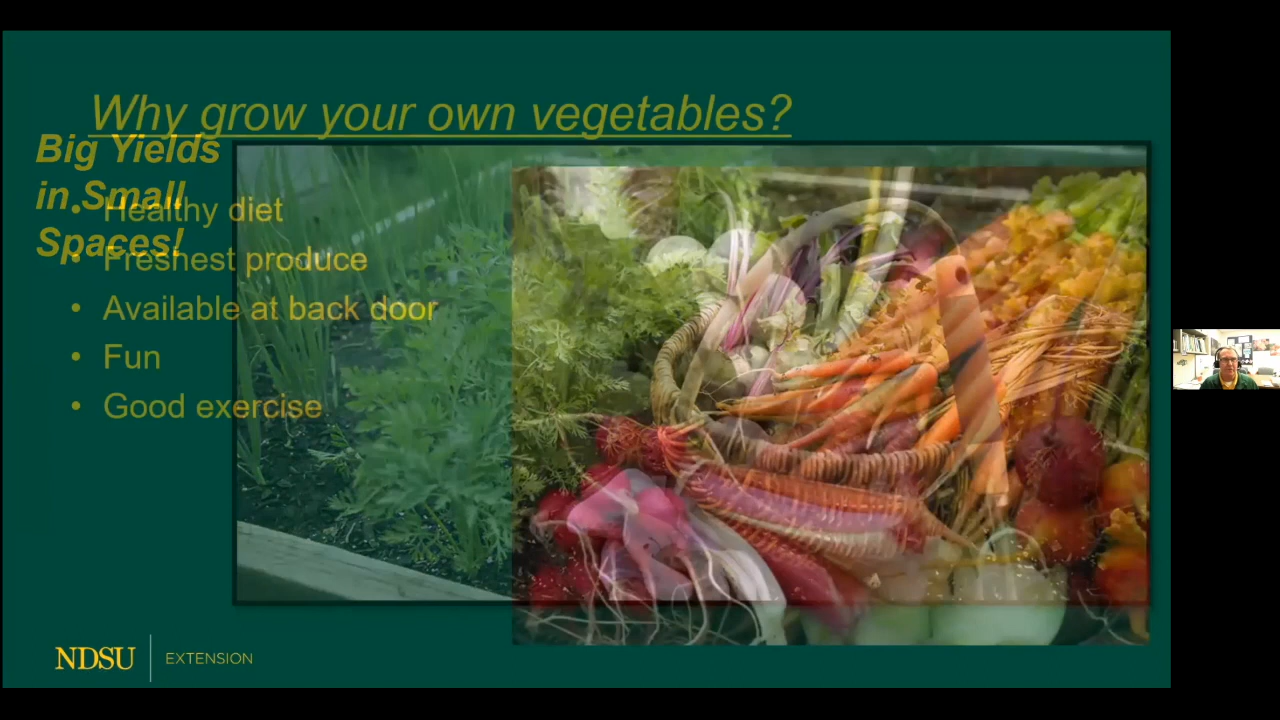 Why grow your own vegetables?
Big Yields
in Small
Spaces!
• Healthy diet
• Freshest produce
• Available at back door
• Fun
• Good exercise
NDSU EXTENSION